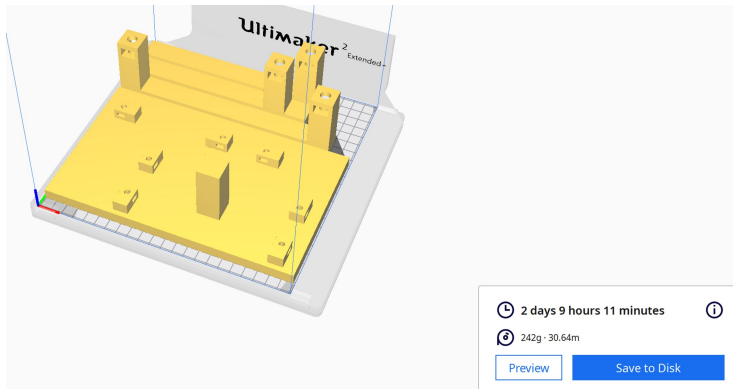 Ultimaker 2
Extended+
2 days 9 hours 11 minutes
242g · 30.64m
Preview
Save to Disk